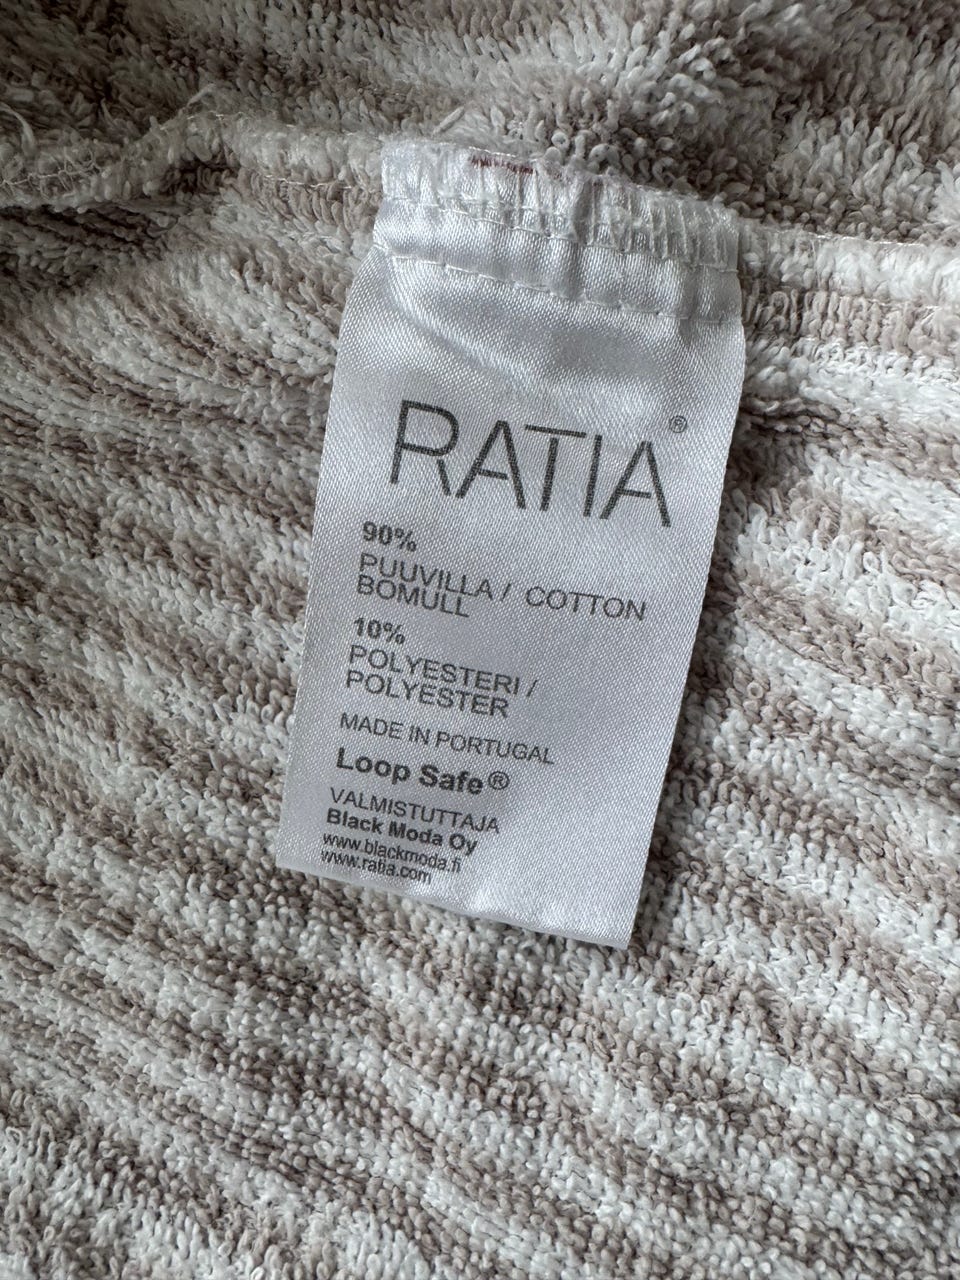 RATIA®
90%
PUUVILLA / COTTON
BOMULL
10%
POLYESTERI /
POLYESTER
MADE IN PORTUGAL
Loop Safe®
VALMISTUTTAJA
Black Moda Oy
www.blackmoda.fi
www.ratia.com